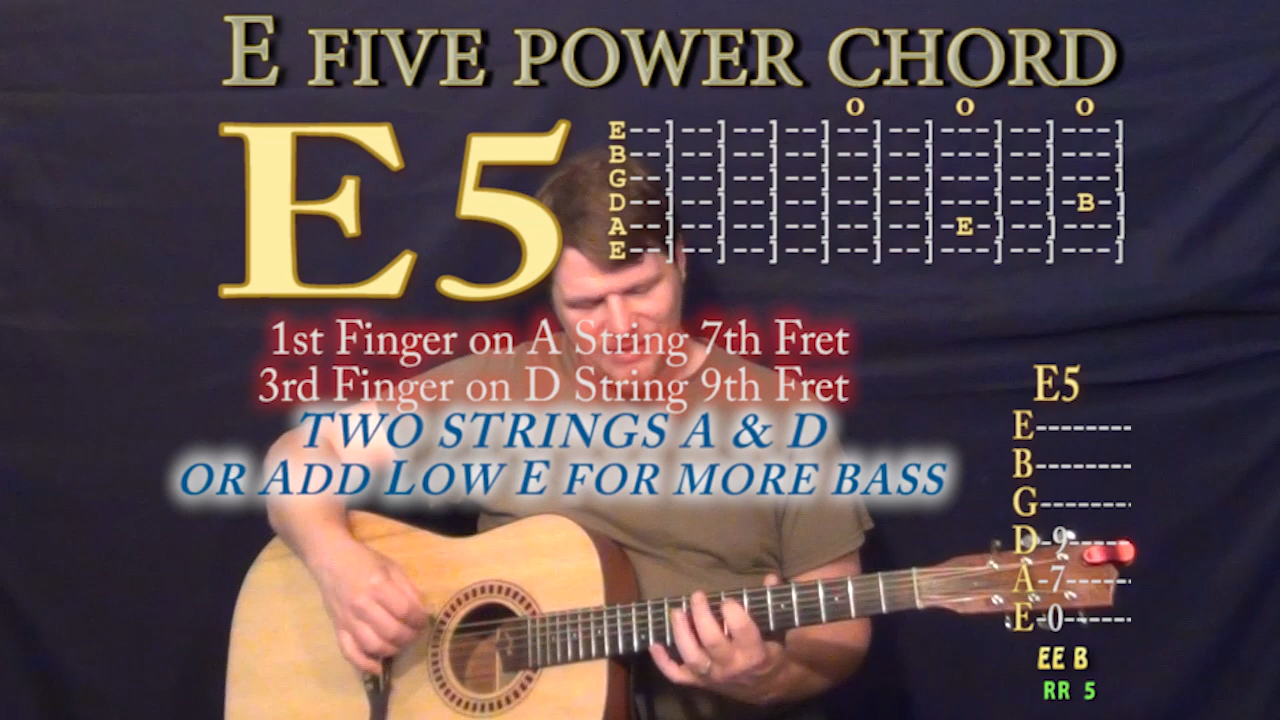 E FIVE POWER CHORD
E5
O O O
E--]--]--]--]--]--]--]---]
B--]--]--]--]--]--]--]---]
G--]--]--]--]--]--]--]---]
D--]--]--]--]--]--]--]-B-]
A--]--]--]--]--]-E-]--]---]
E--]--]--]--]--]--]--]---]
1st Finger on A String 7th Fret
3rd Finger on D String 9th Fret
TWO STRINGS A & D
OR ADD LOW E FOR MORE BASS
E5
E--------
B--------
G-------
D-9-----
A-7-----
E-0------
EE B
RR 5